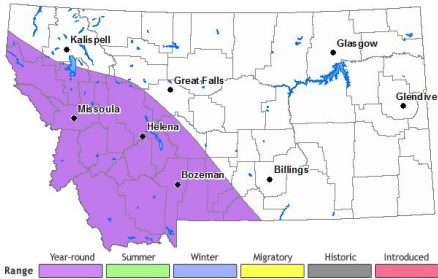 Kalispell
Glasgow
Great Falls
Glendive
Missoula
Helena
Bozeman
Billings
Range
Year-round
Summer
Winter
Migratory
Historic
Introduced